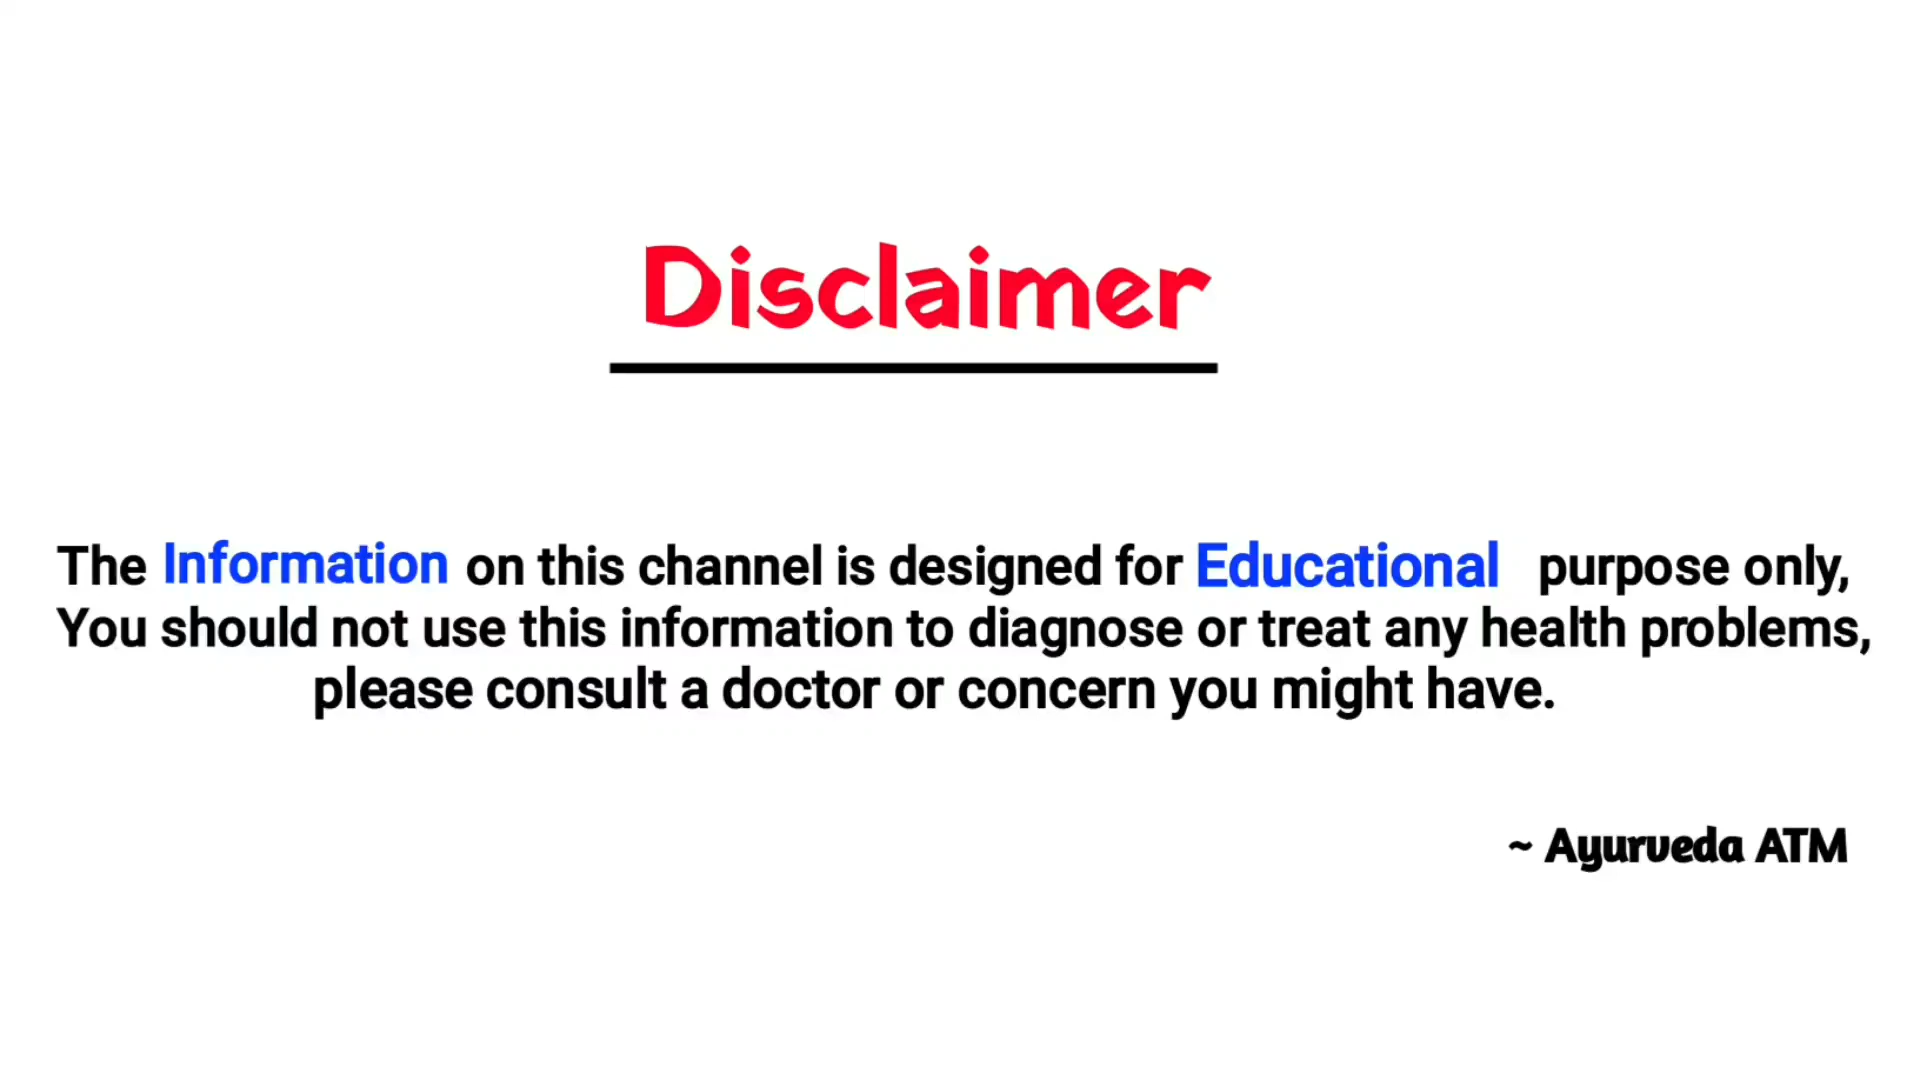 Disclaimer
The Information on this channel is designed for Educational purpose only,
You should not use this information to diagnose or treat any health problems,
please consult a doctor or concern you might have.
~ Ayurveda ATM